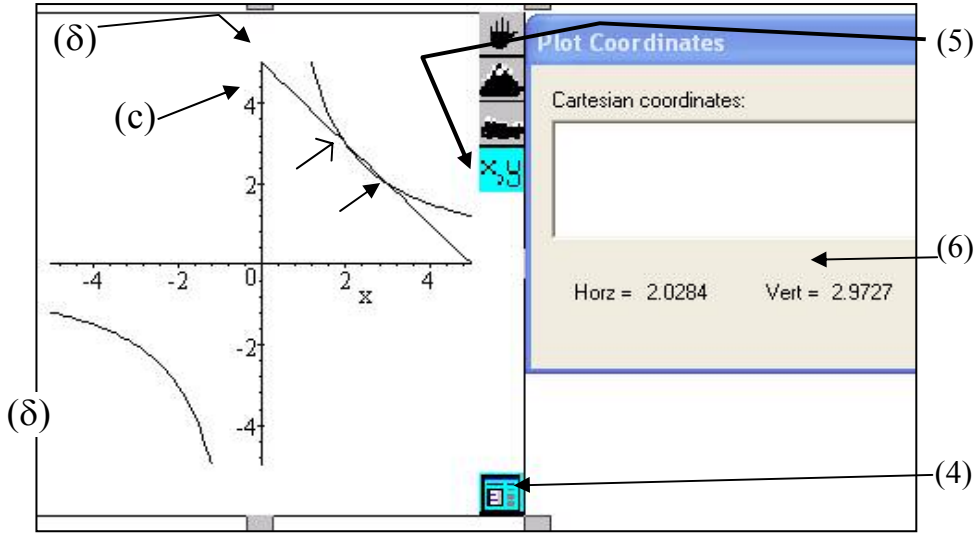 (δ)
(5)
Plot Coordinates
Cartesian coordinates:
(c)
4
x,y
2
(6)
-4
-2
0
2
4
x
Horz = 2.0284
Vert = 2.9727
-2
(δ)
-4
(4)